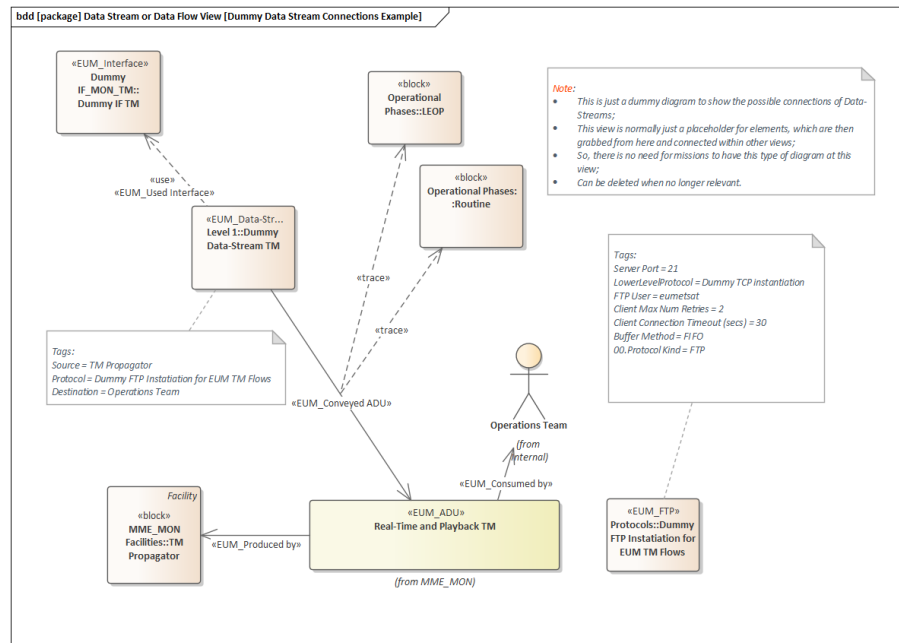 bdd [package] Data Stream or Data Flow View [Dummy Data Stream Connections Example]
«EUM_Interface»
Dummy
IF_MON_TM::
Dummy IF TM
«block»
Operational
Phases::LEOP
Note:
• This is just a dummy diagram to show the possible connections of Data-
Streams;
• This view is normally just a placeholder for elements, which are then
grabbed from here and connected within other views;
• So, there is no need for missions to have this type of diagram at this
view;
• Can be deleted when no longer relevant.
«block»
Operational Phases:
:Routine
«use»
«EUM_Used Interface»
«EUM_Data-Str...
Level 1::Dummy
Data-Stream TM
Tags:
Server Port = 21
LowerLevelProtocol = Dummy TCP instantiation
FTP User = eumetsat
Client Max Num Retries = 2
Client Connection Timeout (secs) = 30
Buffer Method = FIFO
00.Protocol Kind = FTP
«trace»
«trace»
Tags:
Source = TM Propagator
Protocol = Dummy FTP Instatiation for EUM TM Flows
Destination = Operations Team
«EUM_Conveyed ADU»
Operations Team
(from
Internal)
«EUM_Consumed by»
Facility
«block»
MME_MON
Facilities::TM
Propagator
«EUM_Produced by»
«EUM_ADU»
Real-Time and Playback TM
(from MME_MON)
«EUM_FTP»
Protocols::Dummy
FTP Instatiation for
EUM TM Flows